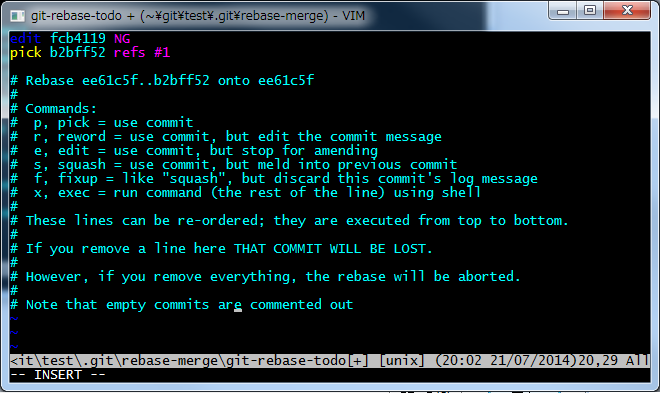 git-rebase-todo + (~¥git¥test¥.git¥rebase-merge) - VIM
edit fcb4119 NG
pick b2bff52 refs #1
# Rebase ee61c5f..b2bff52 onto ee61c5f
#
# Commands:
#  p, pick = use commit
#  r, reword = use commit, but edit the commit message
#  e, edit = use commit, but stop for amending
#  s, squash = use commit, but meld into previous commit
#  f, fixup = like "squash", but discard this commit's log message
#  x, exec = run command (the rest of the line) using shell
#
# These lines can be re-ordered; they are executed from top to bottom.
#
# If you remove a line here THAT COMMIT WILL BE LOST.
#
# However, if you remove everything, the rebase will be aborted.
#
# Note that empty commits are commented out
~
~
~
<it\test\.git\rebase-merge\git-rebase-todo[+] [unix] (20:02 21/07/2014)20,29 All
-- INSERT --